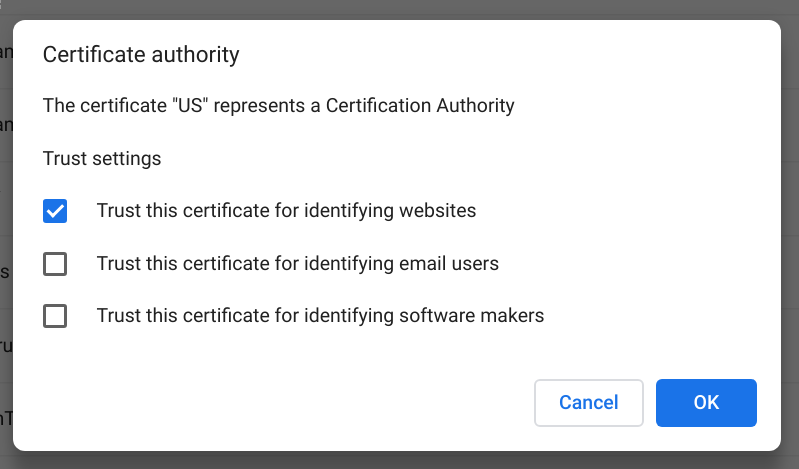 Certificate authority
The certificate "US" represents a Certification Authority
Trust settings
Trust this certificate for identifying websites
Trust this certificate for identifying email users
Trust this certificate for identifying software makers
Cancel
OK